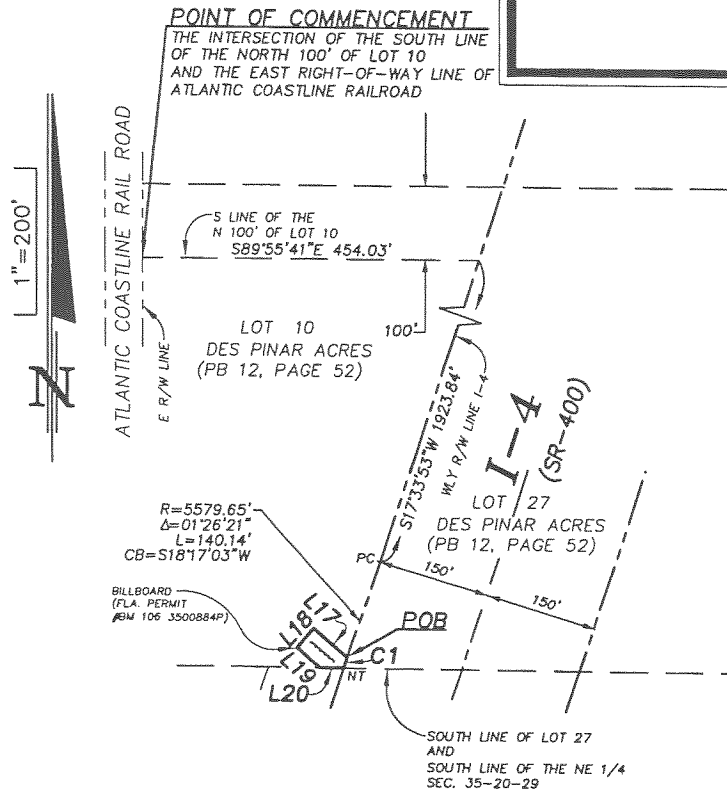 POINT OF COMMENCEMENT
THE INTERSECTION OF THE SOUTH LINE
OF THE NORTH 100' OF LOT 10
AND THE EAST RIGHT-OF-WAY LINE OF
ATLANTIC COASTLINE RAILROAD
1"=200'
N
ATLANTIC COASTLINE RAIL ROAD
E R/W LINE
S LINE OF THE
N 100' OF LOT 10
S89°55'41"E 454.03'
LOT 10
DES PINAR ACRES
(PB 12, PAGE 52)
100'
S17°33'53"W 1923.84'
WLY R/W LINE I-4
I-4
(SR-400)
LOT 27
DES PINAR ACRES
(PB 12, PAGE 52)
R=5579.65'
Δ=01°26'21"
L=140.14'
CB=S18°17'03"W
PC
150'
150'
BILLBOARD
(FLA. PERMIT
#BM 106 3500884P)
L17
L18
L19
L20
POB
C1
NT
SOUTH LINE OF LOT 27
AND
SOUTH LINE OF THE NE 1/4
SEC. 35-20-29